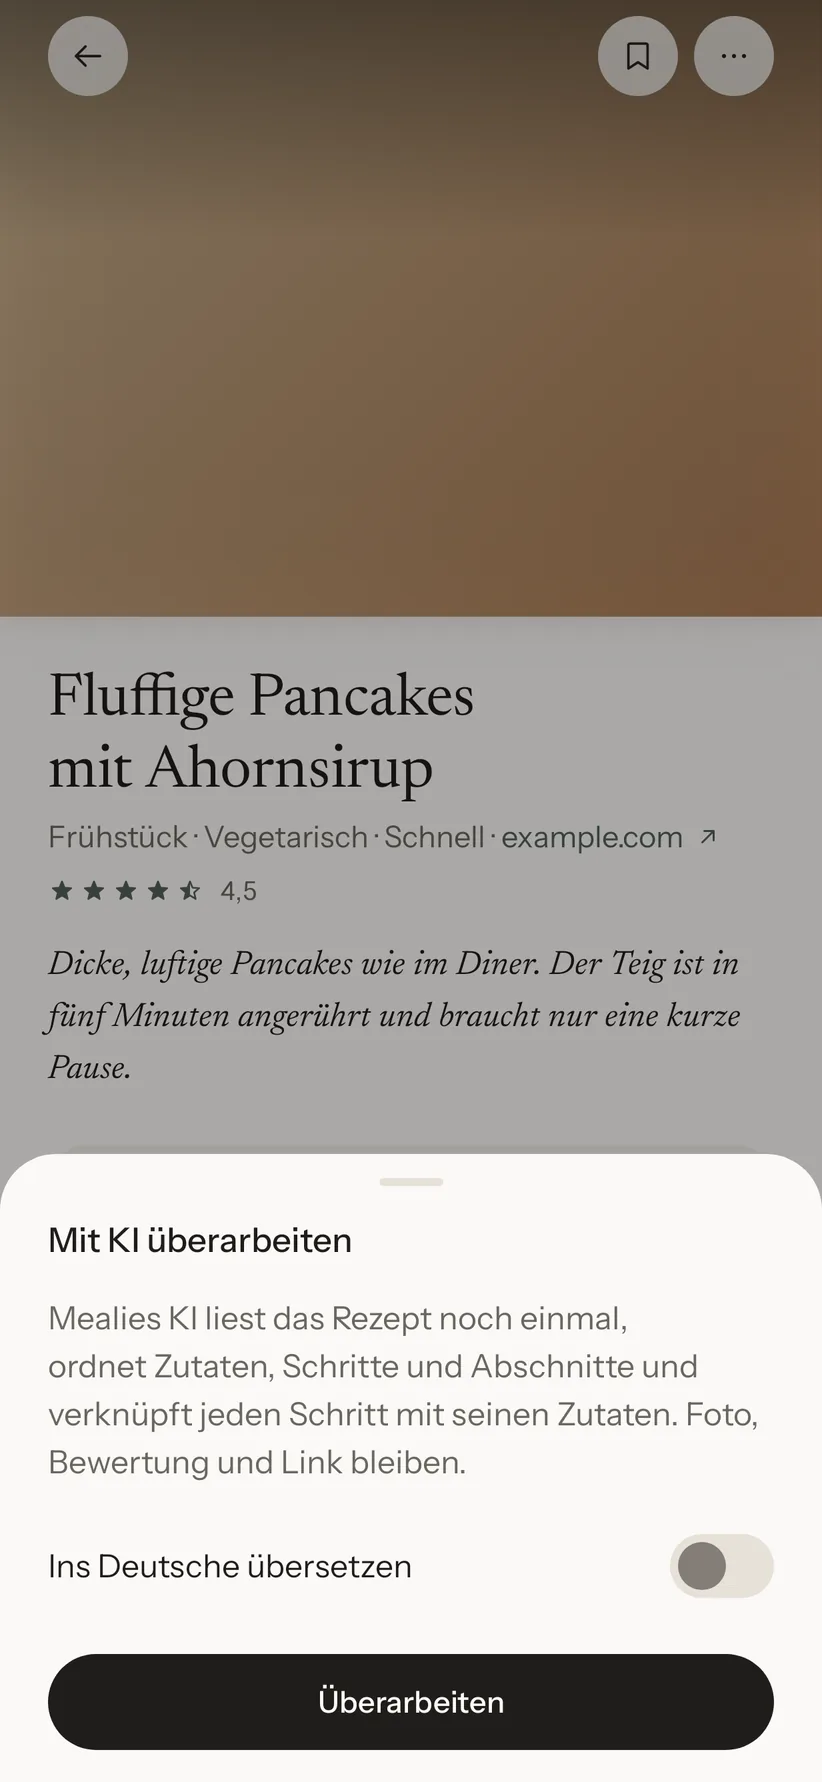 Fluffige Pancakes
mit Ahornsirup
Frühstück · Vegetarisch · Schnell · example.com ↗
4,5
Dicke, luftige Pancakes wie im Diner. Der Teig ist in
fünf Minuten angerührt und braucht nur eine kurze
Pause.
Mit KI überarbeiten
Mealies KI liest das Rezept noch einmal,
ordnet Zutaten, Schritte und Abschnitte und
verknüpft jeden Schritt mit seinen Zutaten. Foto,
Bewertung und Link bleiben.
Ins Deutsche übersetzen
Überarbeiten